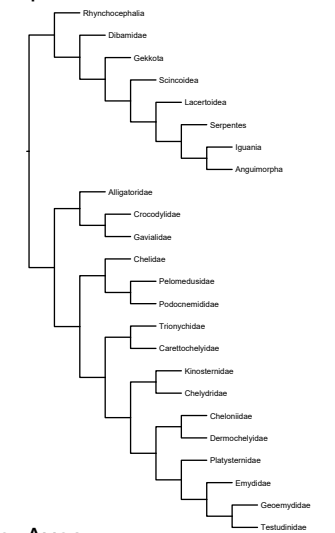 Rhynchocephalia
Dibamidae
Gekkota
Scincoidea
Lacertoidea
Serpentes
Iguania
Anguimorpha
Alligatoridae
Crocodylidae
Gavialidae
Chelidae
Pelomedusidae
Podocnemididae
Trionychidae
Carettochelyidae
Kinosternidae
Chelydridae
Cheloniidae
Dermochelyidae
Platysternidae
Emydidae
Geoemydidae
Testudinidae